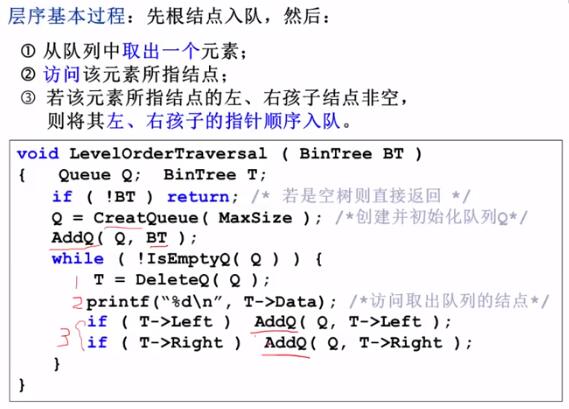 层序基本过程：先根结点入队，然后：
① 从队列中取出一个元素；
② 访问该元素所指结点；
③ 若该元素所指结点的左、右孩子结点非空，
则将其左、右孩子的指针顺序入队。
void LevelOrderTraversal ( BinTree BT )
{ Queue Q; BinTree T;
if ( !BT ) return; /* 若是空树则直接返回 */
Q = CreatQueue( MaxSize ); /*创建并初始化队列Q*/
AddQ( Q, BT );
while ( !IsEmptyQ( Q ) ) {
1 T = DeleteQ( Q );
2 printf(“%d\n”, T->Data); /*访问取出队列的结点*/
if ( T->Left ) AddQ( Q, T->Left );
3 if ( T->Right ) AddQ( Q, T->Right );
}
}